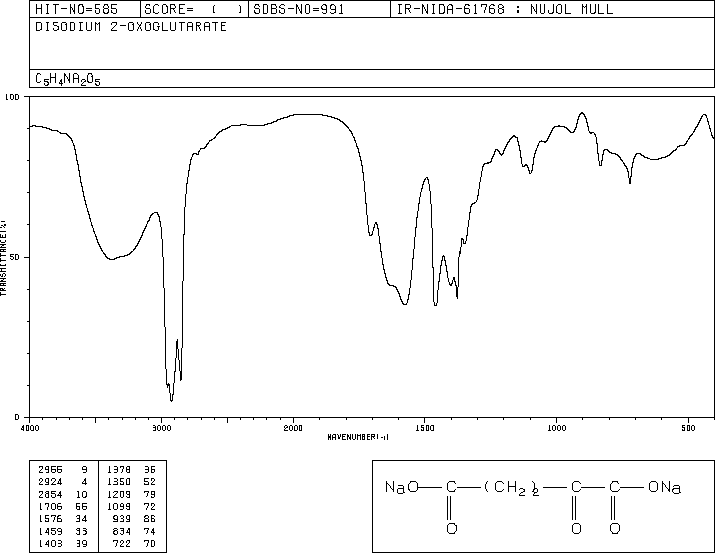 HIT-NO=585 SCORE= ( ) SDBS-NO=991 IR-NIDA-61768 : NUJOL MULL
DISODIUM 2-OXOGLUTARATE
C5H4NA2O5
100
50
0
TRANSMITTANCE(%)
4000 3000 2000 1500 1000 500
WAVENUMBER(-1)
2966 9 1378 36
2924 4 1350 52
2854 10 1209 79
1706 55 1099 72
1576 34 939 86
1459 33 834 74
1403 39 722 70
NaO C (CH2)2 C C ONa
O O O